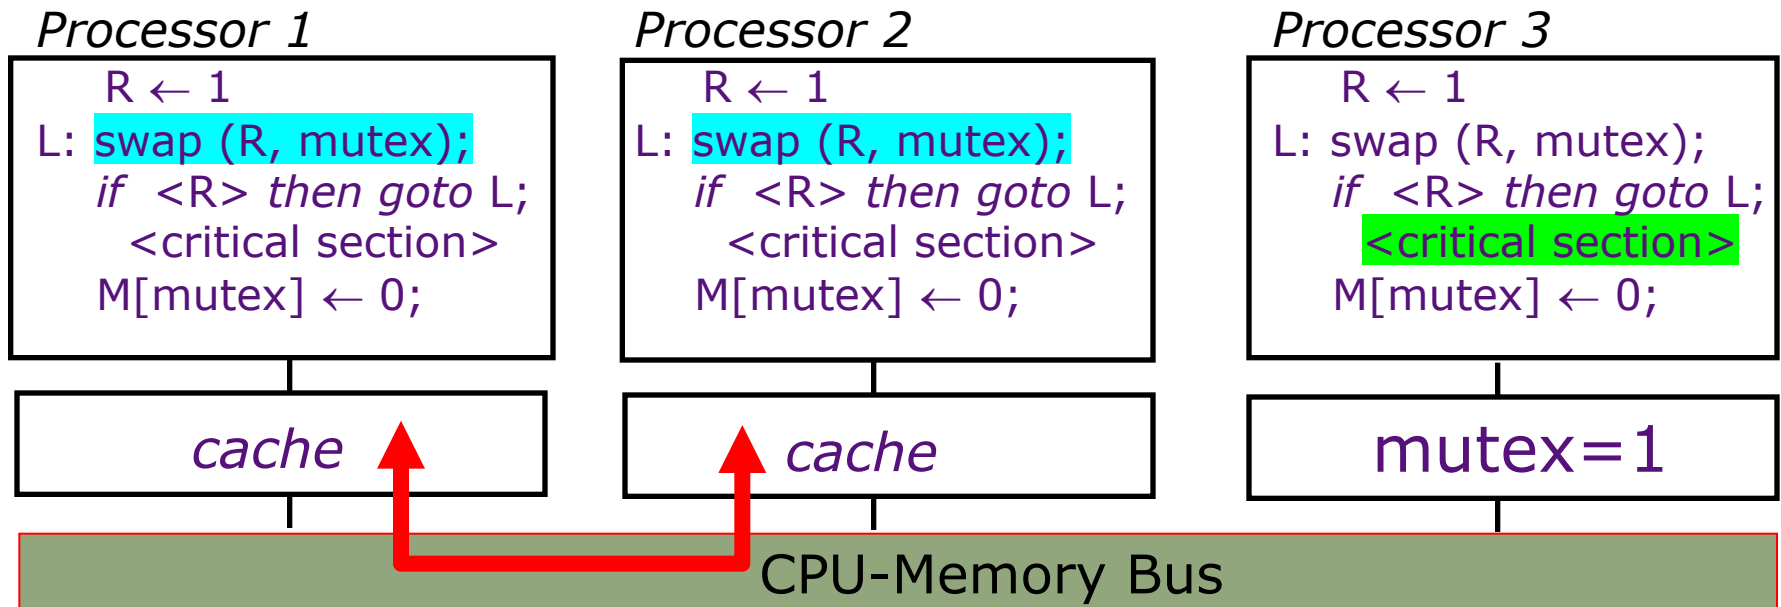 Processor 1
R ← 1
L: swap (R, mutex);
if <R> then goto L;
<critical section>
M[mutex] ← 0;
cache
Processor 2
R ← 1
L: swap (R, mutex);
if <R> then goto L;
<critical section>
M[mutex] ← 0;
cache
Processor 3
R ← 1
L: swap (R, mutex);
if <R> then goto L;
<critical section>
M[mutex] ← 0;
mutex=1
CPU-Memory Bus